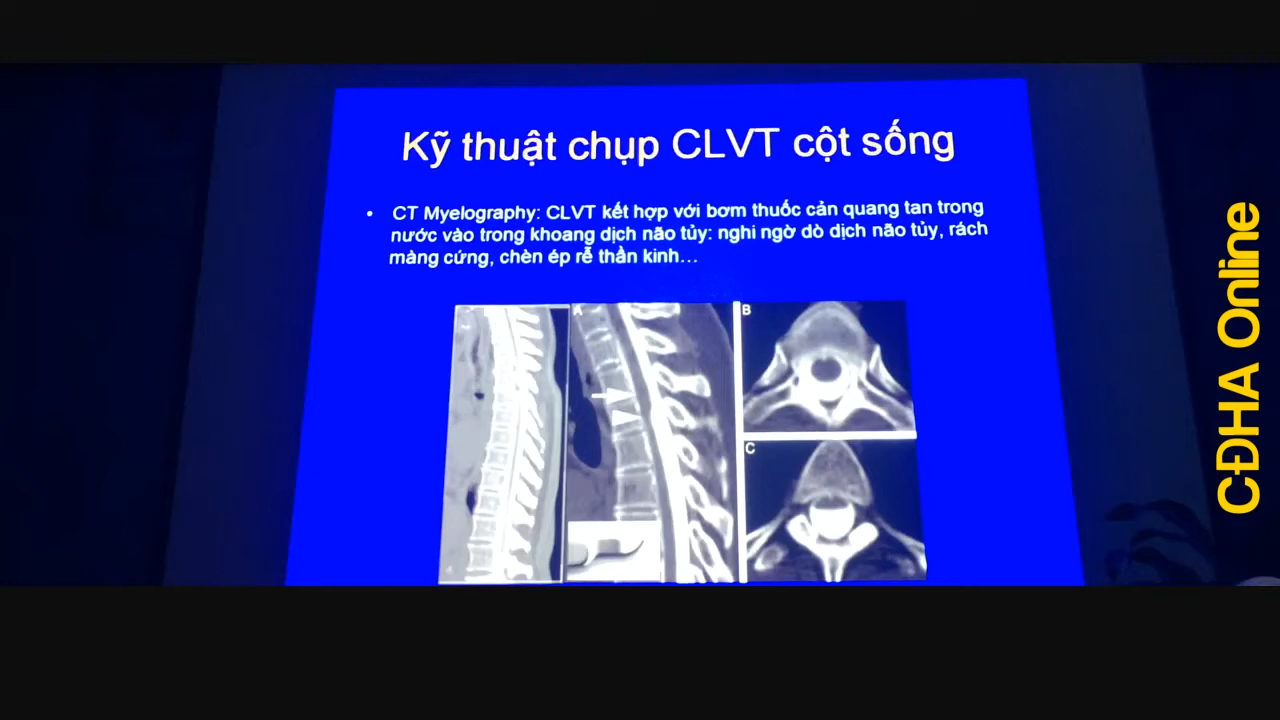 Kỹ thuật chụp CLVT cột sống
• CT Myelography: CLVT kết hợp với bơm thuốc cản quang tan trong
nước vào trong khoang dịch não tủy: nghi ngờ dò dịch não tủy, rách
màng cứng, chèn ép rễ thần kinh...
A
B
C
CĐHA Online